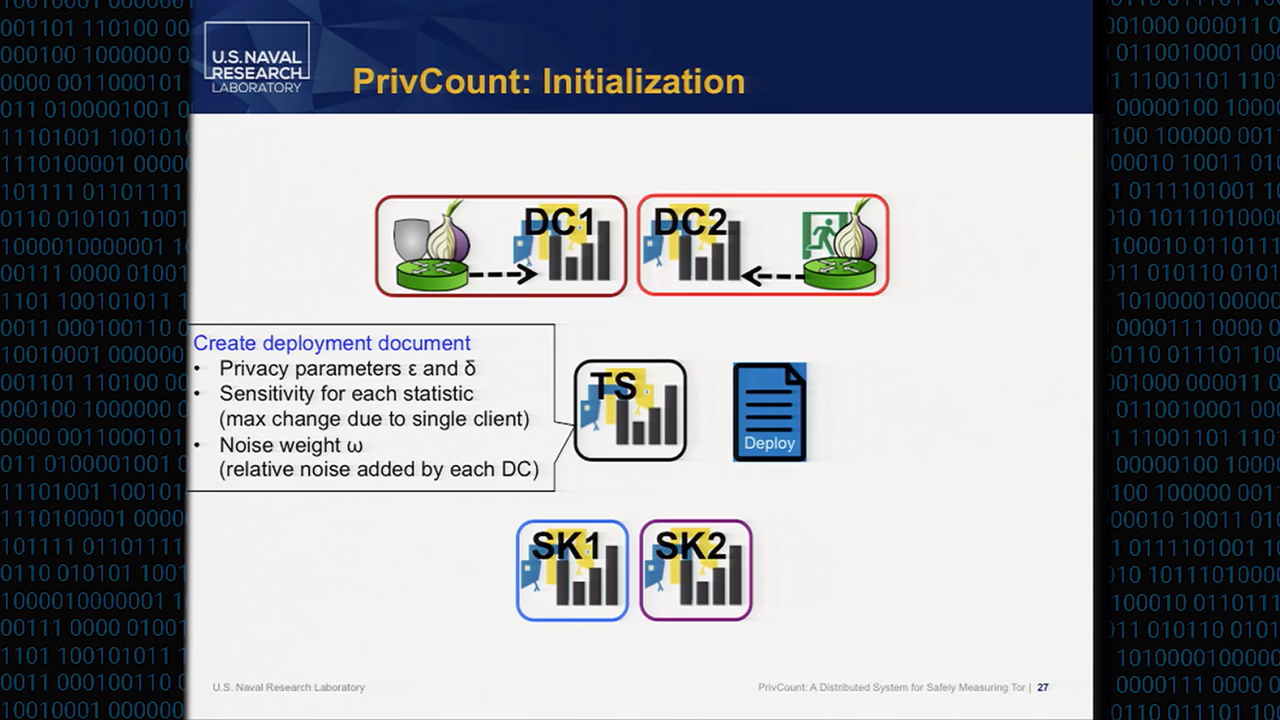 U.S. NAVAL
RESEARCH
LABORATORY
PrivCount: Initialization
DC1
DC2
Create deployment document
• Privacy parameters ε and δ
• Sensitivity for each statistic
(max change due to single client)
• Noise weight ω
(relative noise added by each DC)
TS
Deploy
SK1
SK2
U.S. Naval Research Laboratory
PrivCount: A Distributed System for Safely Measuring Tor | 27